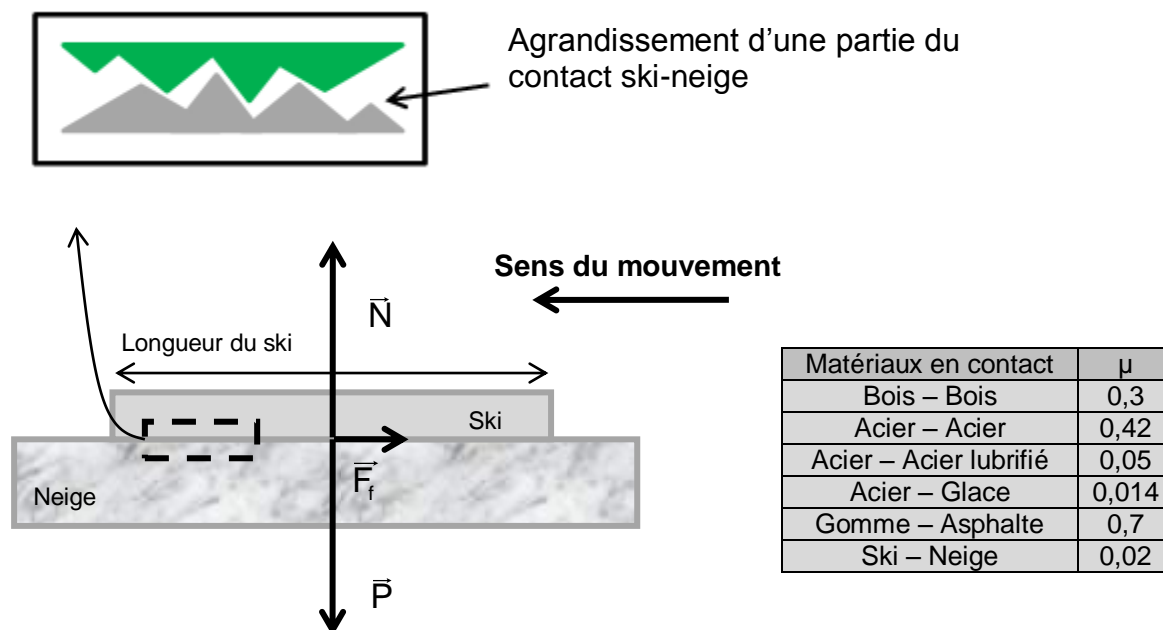 Agrandissement d’une partie du
contact ski-neige
Sens du mouvement
N
Longueur du ski
Ski
Neige
F_f
P
Matériaux en contact µ
Bois – Bois 0,3
Acier – Acier 0,42
Acier – Acier lubrifié 0,05
Acier – Glace 0,014
Gomme – Asphalte 0,7
Ski – Neige 0,02